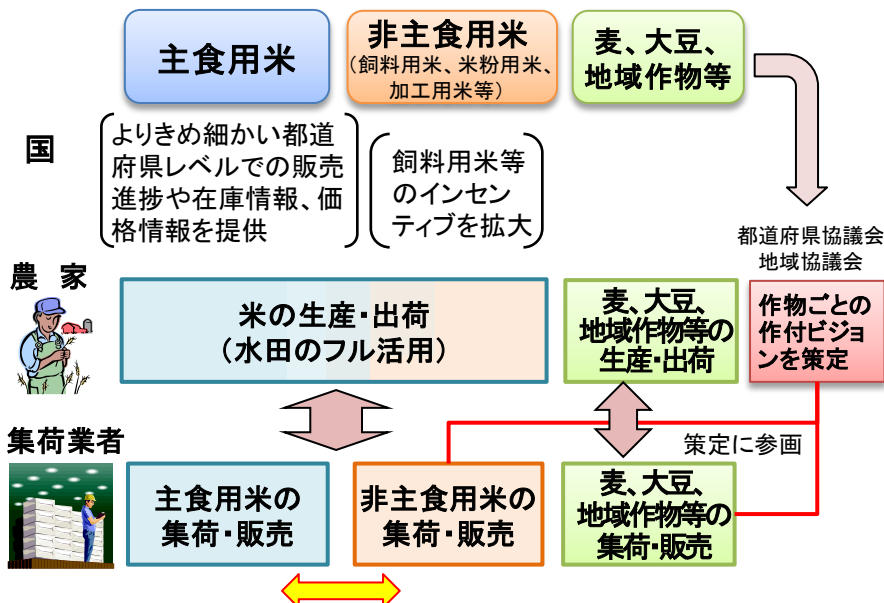 主食用米
非主食用米
(飼料用米、米粉用米、
加工用米等)
麦、大豆、
地域作物等
国
よりきめ細かい都道
府県レベルでの販売
進捗や在庫情報、価
格情報を提供
飼料用米等
のインセン
ティブを拡大
都道府県協議会
地域協議会
農 家
米の生産・出荷
(水田のフル活用)
麦、大豆、
地域作物等の
生産・出荷
作物ごとの
作付ビジョ
ンを策定
集荷業者
策定に参画
主食用米の
集荷・販売
非主食用米の
集荷・販売
麦、大豆、
地域作物等の
集荷・販売